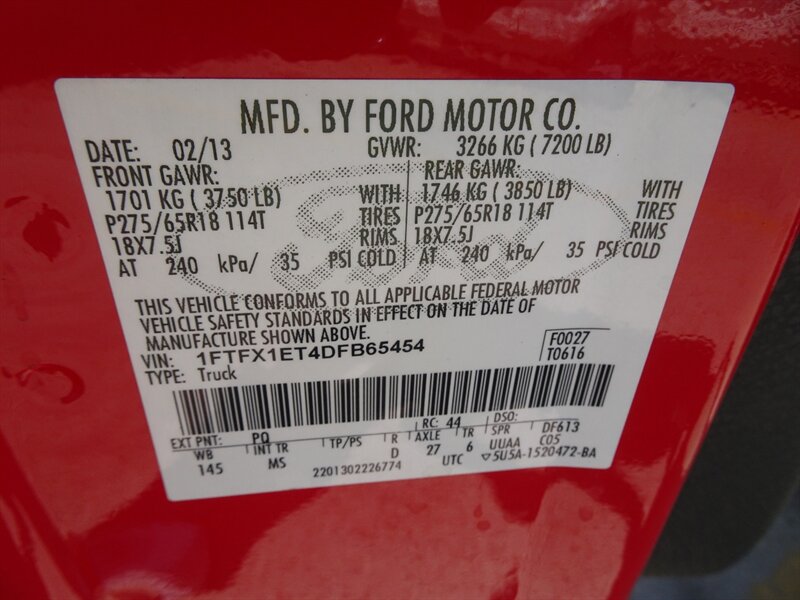 MFD. BY FORD MOTOR CO.
DATE: 02/13 GVWR: 3266 KG ( 7200 LB)
FRONT GAWR: REAR GAWR:
1701 KG ( 3750 LB) WITH 1746 KG ( 3850 LB) WITH
P275/65R18 114T TIRES P275/65R18 114T TIRES
18X7.5J RIMS 18X7.5J RIMS
AT 240 kPa/ 35 PSI COLD AT 240 kPa/ 35 PSI COLD
Ford
THIS VEHICLE CONFORMS TO ALL APPLICABLE FEDERAL MOTOR
VEHICLE SAFETY STANDARDS IN EFFECT ON THE DATE OF
MANUFACTURE SHOWN ABOVE.
VIN: 1FTFX1ET4DFB65454 F0027
TYPE: Truck T0616
EXT PNT: PQ RC: 44 DSO:
WB INT TR TP/PS R AXLE TR SPR DF613
145 MS D 27 6 UUAA C05
2201302226774 UTC ▽5U5A-1520472-BA